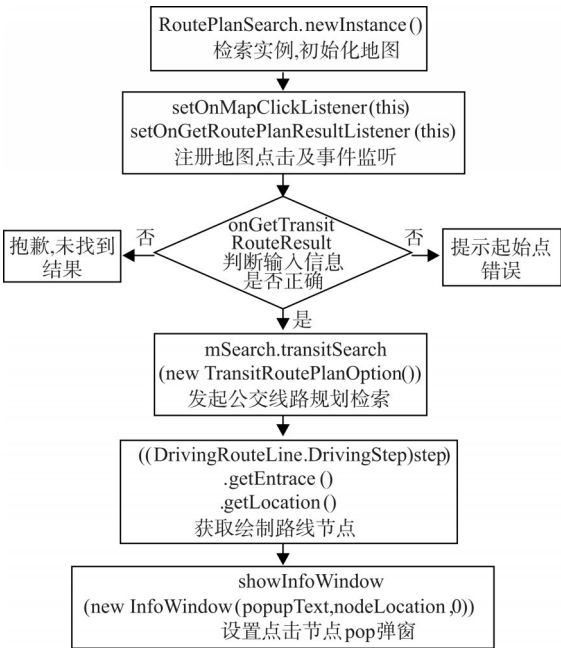 RoutePlanSearch.newInstance()
检索实例,初始化地图
setOnMapClickListener(this)
setOnGetRoutePlanResultListener(this)
注册地图点击及事件监听
onGetTransit
RouteResult
判断输入信息
是否正确
否
抱歉,未找到
结果
否
提示起始点
错误
是
mSearch.transitSearch
(new TransitRoutePlanOption())
发起公交线路规划检索
((DrivingRouteLine.DrivingStep)step)
.getEntrace()
.getLocation()
获取绘制路线节点
showInfoWindow
(new InfoWindow(popupText,nodeLocation,0))
设置点击节点pop弹窗